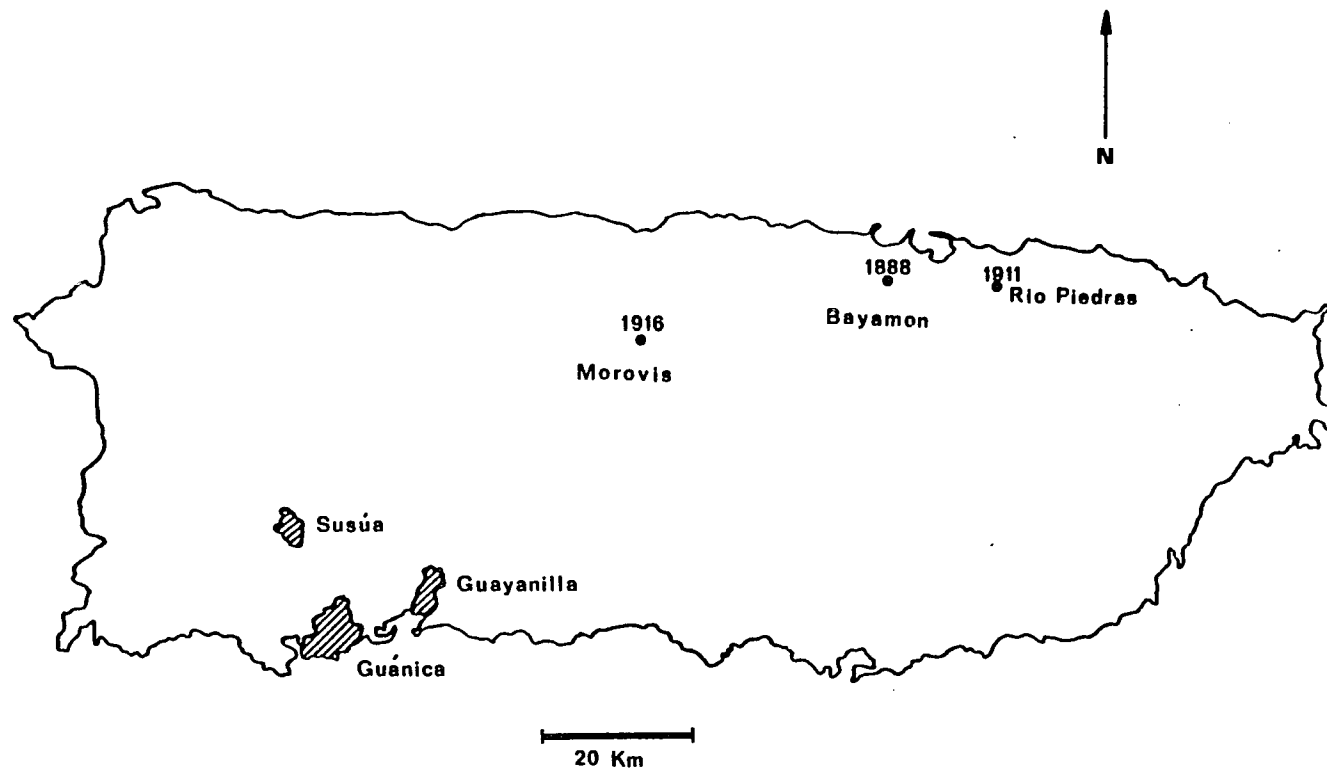 N
1888
1911
Rio Piedras
Bayamon
1916
Morovis
Susúa
Guayanilla
Guánica
20 Km